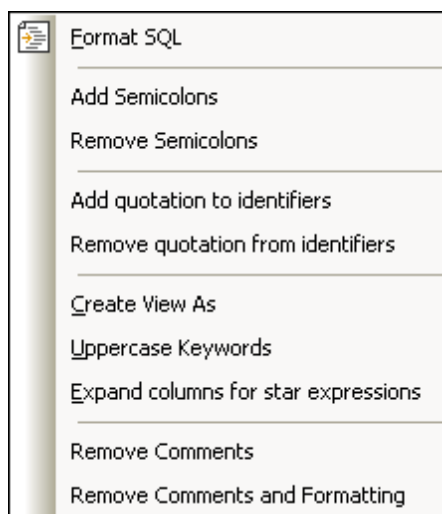 Format SQL
Add Semicolons
Remove Semicolons
Add quotation to identifiers
Remove quotation from identifiers
Create View As
Uppercase Keywords
Expand columns for star expressions
Remove Comments
Remove Comments and Formatting